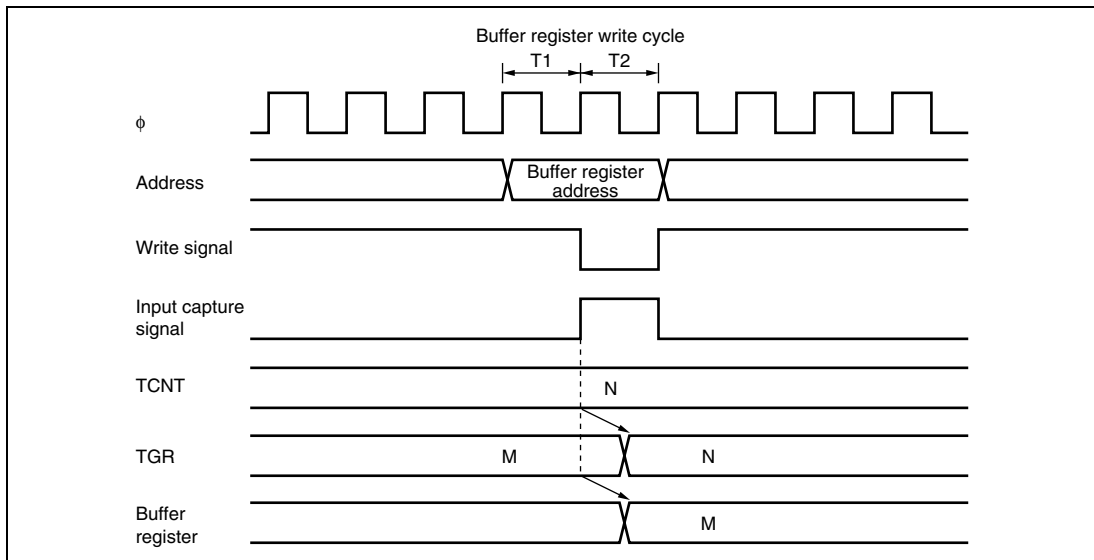 Buffer register write cycle
T1 T2
ϕ
Address
Buffer register
address
Write signal
Input capture
signal
TCNT
N
TGR
M N
Buffer
register
M